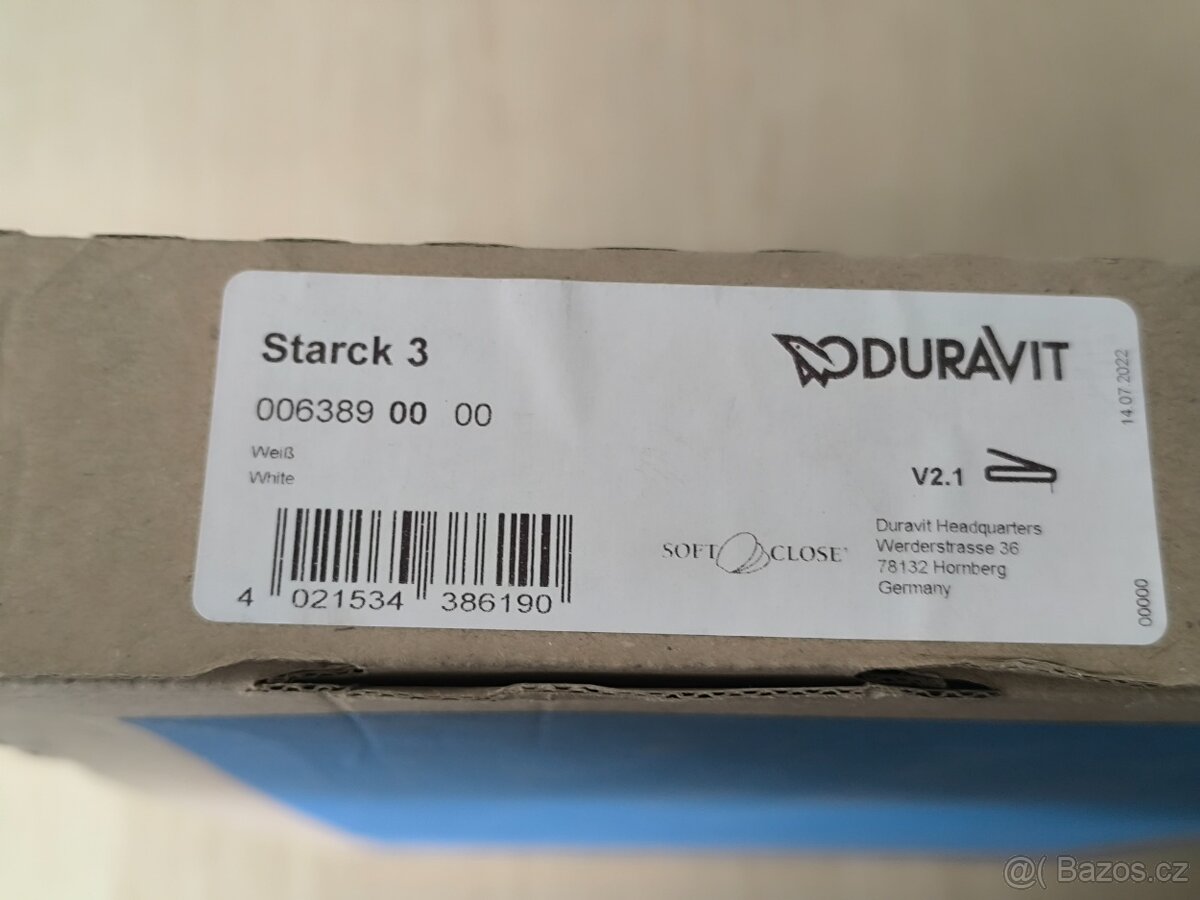 Starck 3
DURAVIT
14.07.2022
006389 00 00
Weiß
White
V2.1
SOFT CLOSE
Duravit Headquarters
Werderstrasse 36
78132 Hornberg
Germany
00000
4 021534 386190
@( Bazos.cz